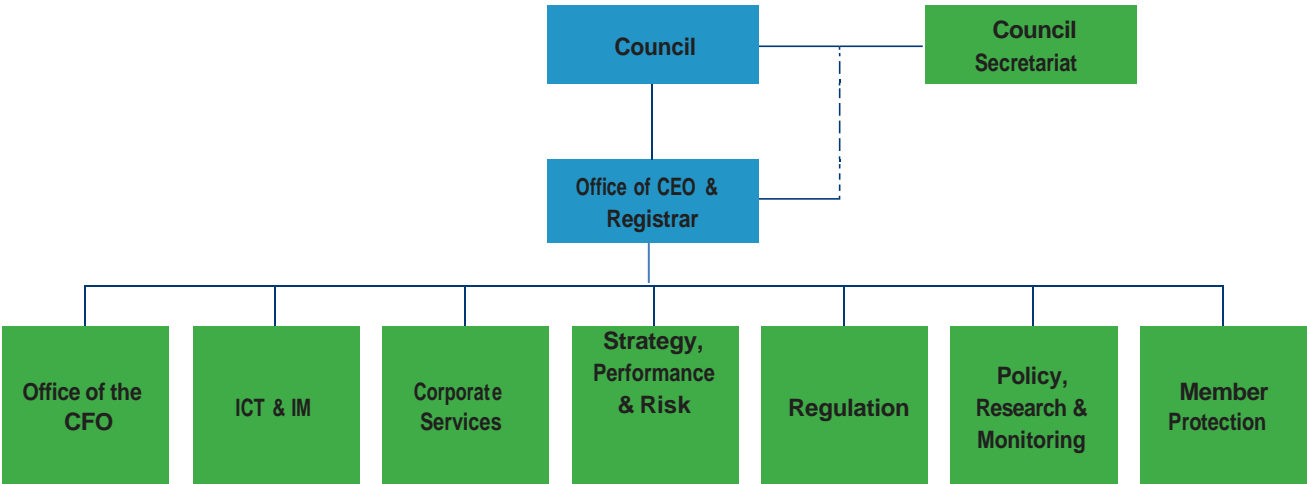 Council
Council
Secretariat
Office of CEO &
Registrar
Office of the
CFO
ICT & IM
Corporate
Services
Strategy,
Performance
& Risk
Regulation
Policy,
Research &
Monitoring
Member
Protection